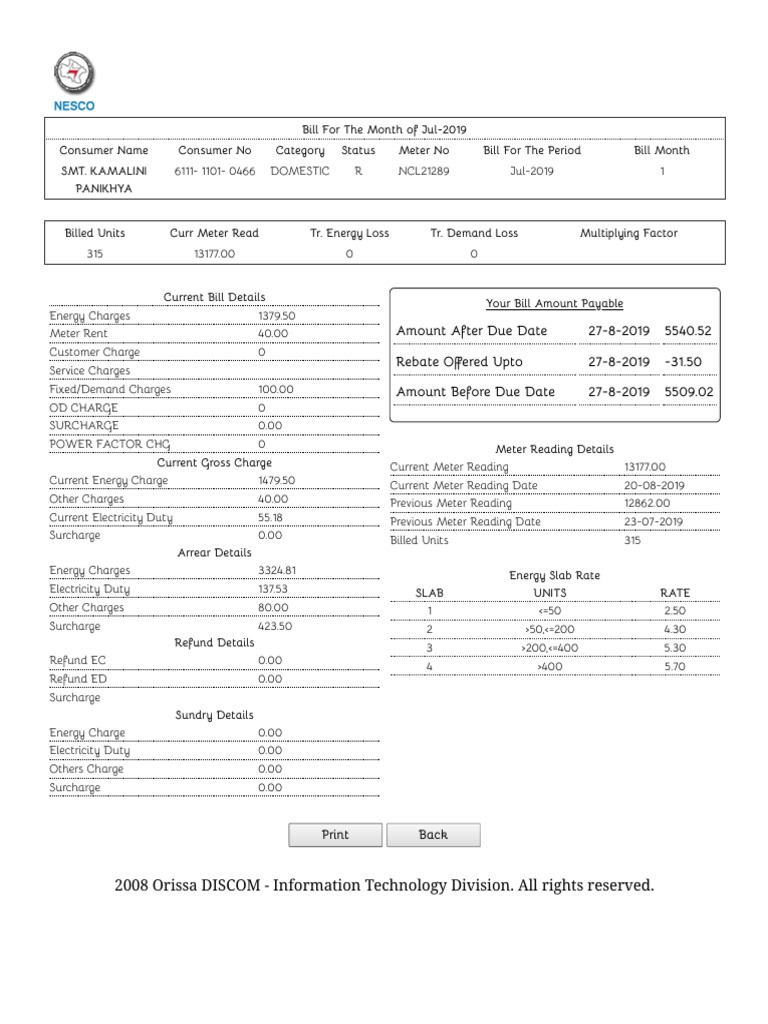 NESCO
Bill For The Month of Jul-2019
Consumer Name Consumer No Category Status Meter No Bill For The Period Bill Month
SMT. KAMALINI PANIKHYA 6111- 1101- 0466 DOMESTIC R NCL21289 Jul-2019 1
Billed Units Curr Meter Read Tr. Energy Loss Tr. Demand Loss Multiplying Factor
315 13177.00 0 0
Current Bill Details
Energy Charges 1379.50
Meter Rent 40.00
Customer Charge 0
Service Charges
Fixed/Demand Charges 100.00
OD CHARGE 0
SURCHARGE 0.00
POWER FACTOR CHG 0
Current Gross Charge
Current Energy Charge 1479.50
Other Charges 40.00
Current Electricity Duty 55.18
Surcharge 0.00
Arrear Details
Energy Charges 3324.81
Electricity Duty 137.53
Other Charges 80.00
Surcharge 423.50
Refund Details
Refund EC 0.00
Refund ED 0.00
Surcharge
Sundry Details
Energy Charge 0.00
Electricity Duty 0.00
Others Charge 0.00
Surcharge 0.00
Your Bill Amount Payable
Amount After Due Date 27-8-2019 5540.52
Rebate Offered Upto 27-8-2019 -31.50
Amount Before Due Date 27-8-2019 5509.02
Meter Reading Details
Current Meter Reading 13177.00
Current Meter Reading Date 20-08-2019
Previous Meter Reading 12862.00
Previous Meter Reading Date 23-07-2019
Billed Units 315
Energy Slab Rate
SLAB UNITS RATE
1 <=50 2.50
2 >50,<=200 4.30
3 >200,<=400 5.30
4 >400 5.70
Print Back
2008 Orissa DISCOM - Information Technology Division. All rights reserved.